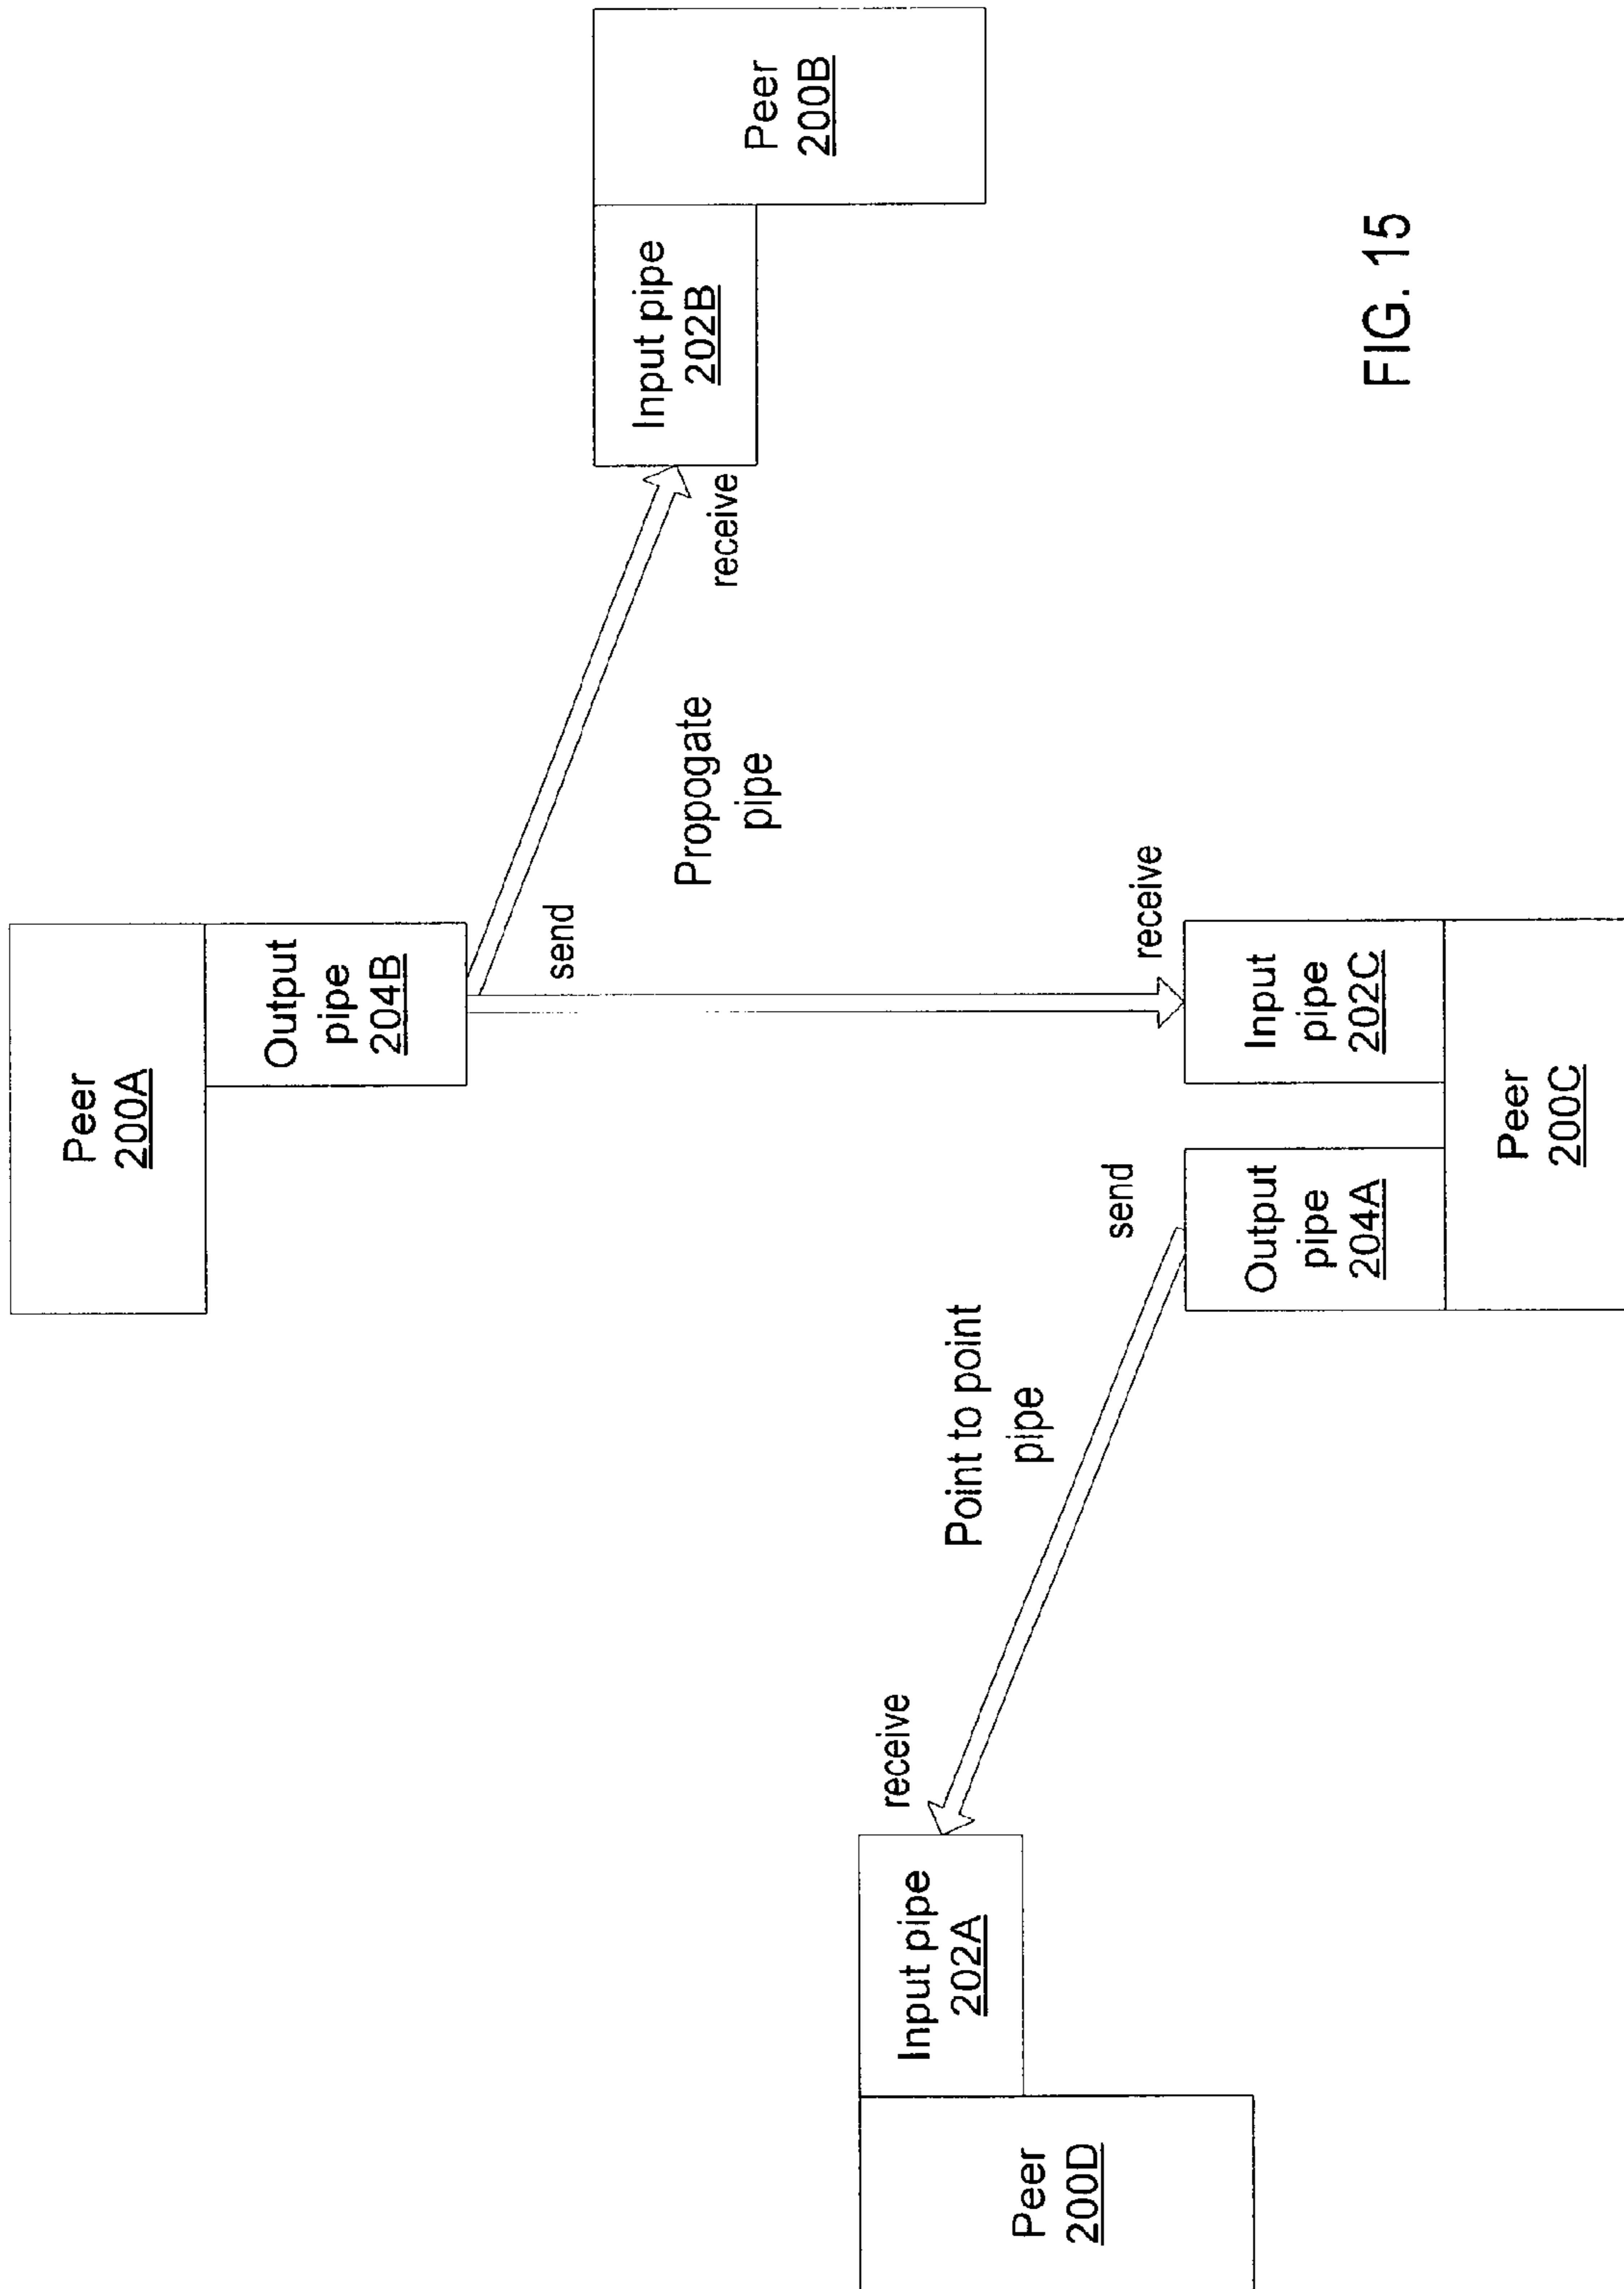 Peer
200A
Output
pipe
204B
send
Propogate
pipe
receive
Input pipe
202B
Peer
200B
receive
Input pipe
202A
Peer
200D
Point to point
pipe
send
receive
Output
pipe
204A
Input
pipe
202C
Peer
200C
FIG. 15